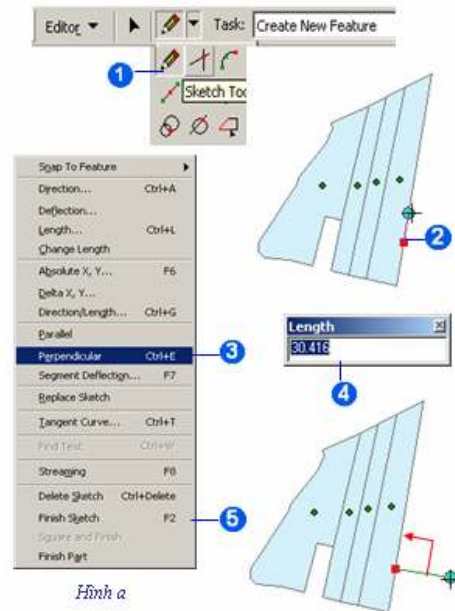 Editor Task: Create New Feature
1
Sketch Too
Snap To Feature
Direction... Ctrl+A
Deflection...
Length... Ctrl+L
Change Length
Absolute X, Y... F6
Delta X, Y...
Direction/Length... Ctrl+G
Parallel
Perpendicular Ctrl+E
Segment Deflection... F7
Replace Sketch
Tangent Curve... Ctrl+T
Find Text Ctrl+W
Streaming F8
Delete Sketch Ctrl+Delete
Finish Sketch F2
Square and Finish
Finish Part
2
3
Length
30.416
4
5
Hình a